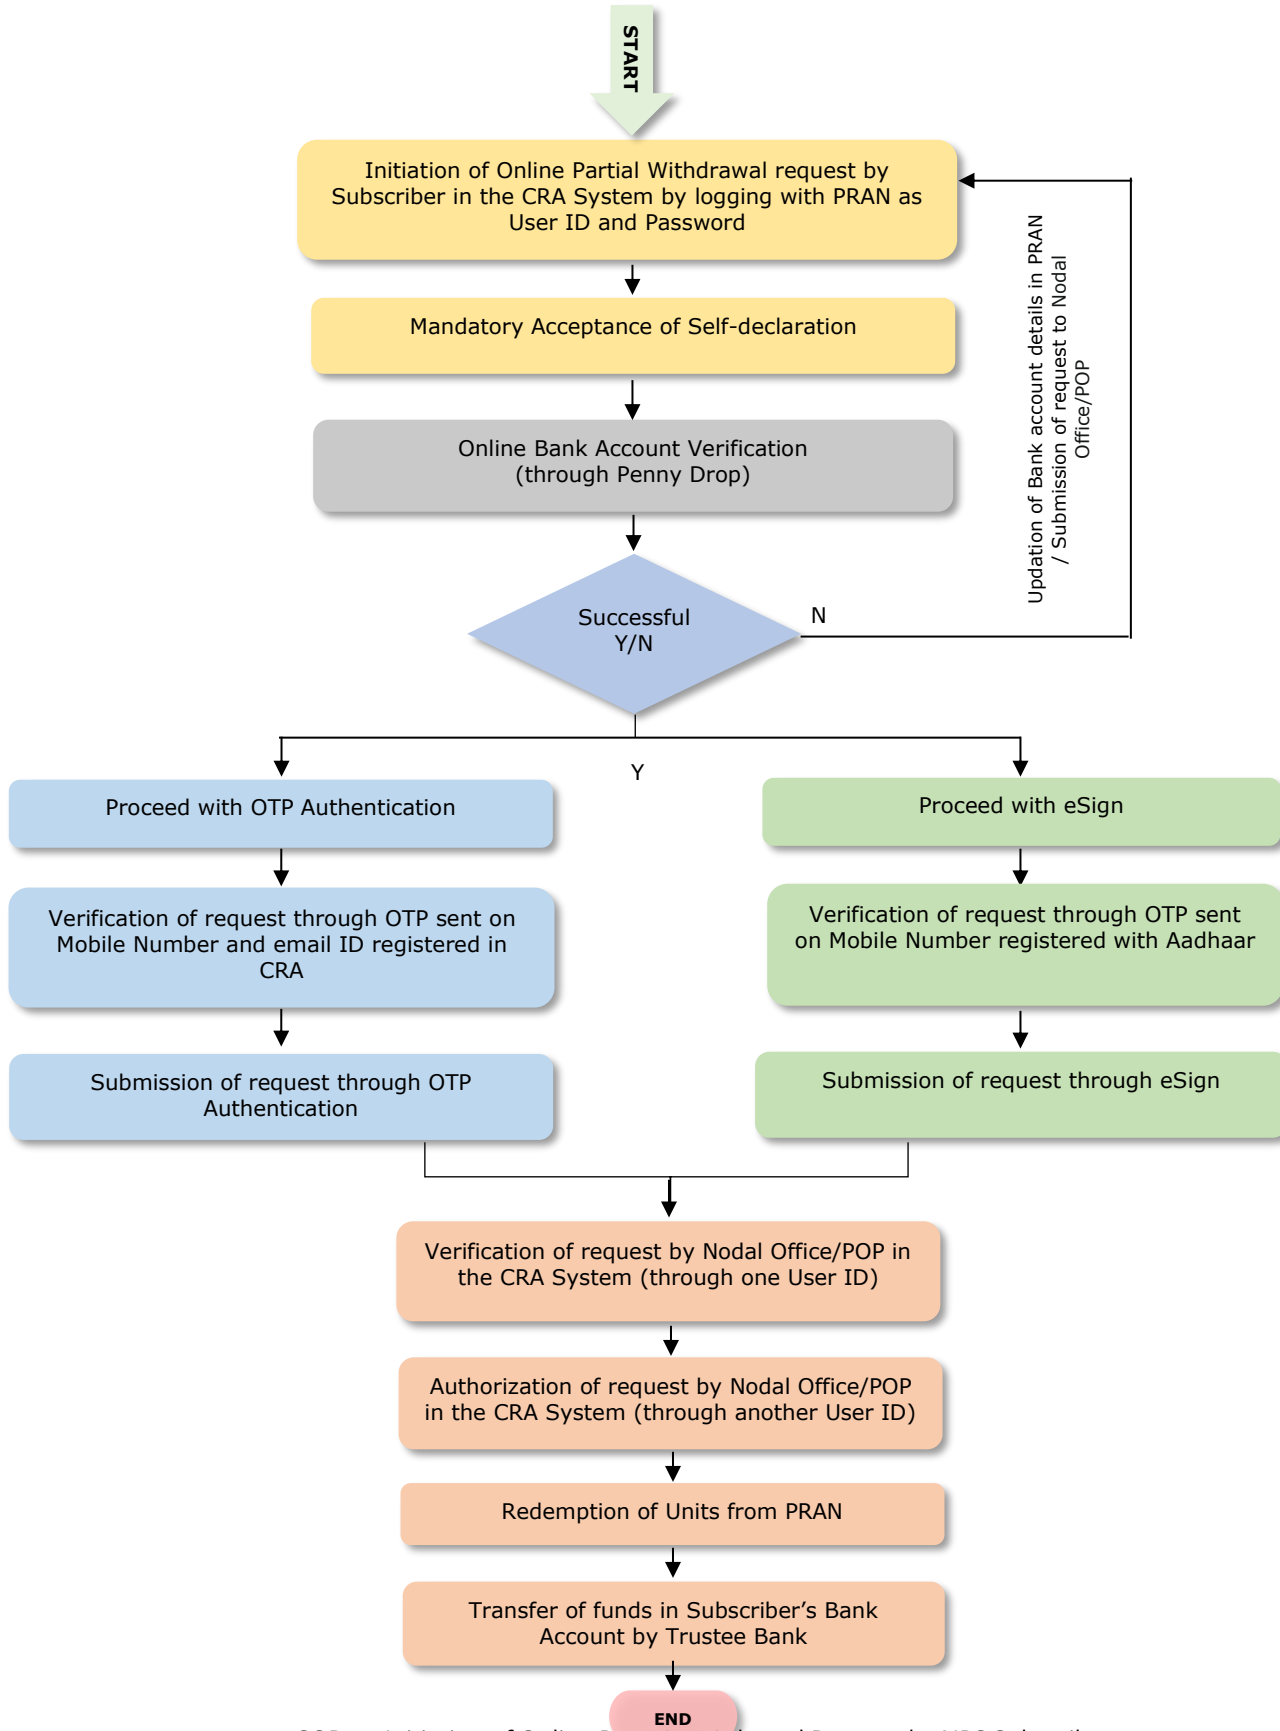 START
Initiation of Online Partial Withdrawal request by
Subscriber in the CRA System by logging with PRAN as
User ID and Password
Mandatory Acceptance of Self-declaration
Updation of Bank account details in PRAN
/ Submission of request to Nodal
Office/POP
Online Bank Account Verification
(through Penny Drop)
Successful
Y/N
N
Y
Proceed with OTP Authentication
Verification of request through OTP sent on
Mobile Number and email ID registered in
CRA
Submission of request through OTP
Authentication
Proceed with eSign
Verification of request through OTP sent
on Mobile Number registered with Aadhaar
Submission of request through eSign
Verification of request by Nodal Office/POP in
the CRA System (through one User ID)
Authorization of request by Nodal Office/POP
in the CRA System (through another User ID)
Redemption of Units from PRAN
Transfer of funds in Subscriber's Bank
Account by Trustee Bank
END